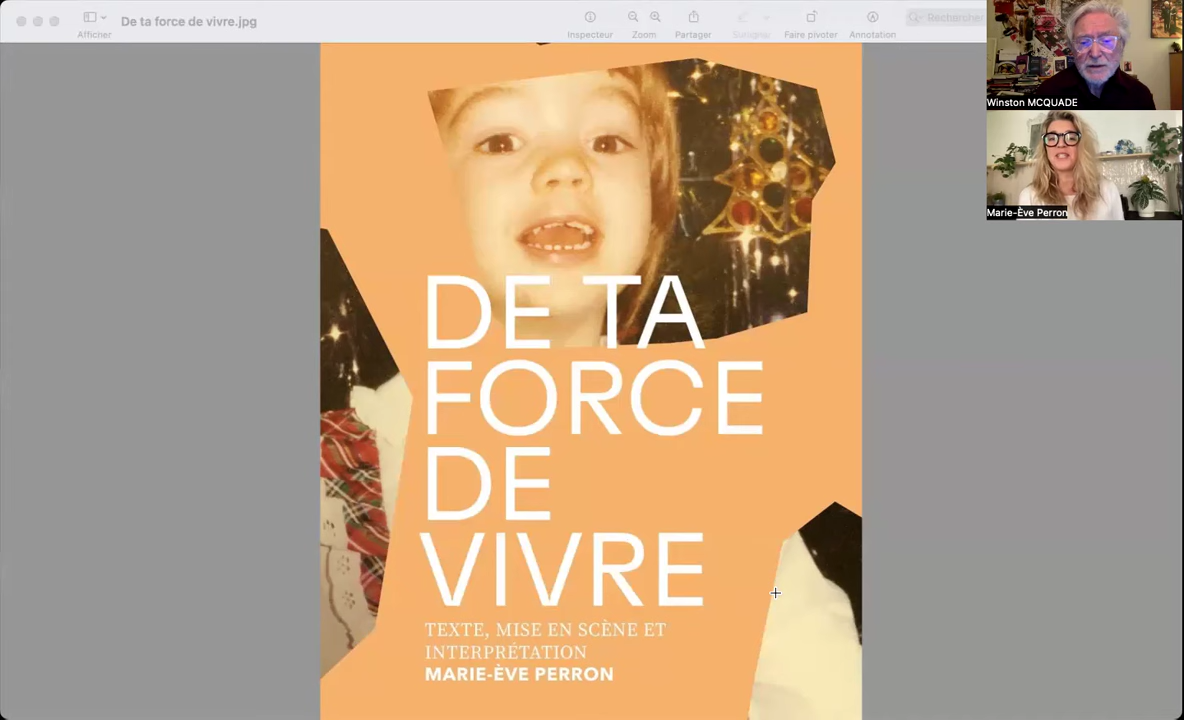 De ta force de vivre.jpg
Afficher
Inspecteur
Zoom
Partager
Surligner
Faire pivoter
Annotation
Rechercher
Winston MCQUADE
Marie-Ève Perron
DE TA
FORCE
DE
VIVRE
TEXTE, MISE EN SCÈNE ET
INTERPRÉTATION
MARIE-ÈVE PERRON